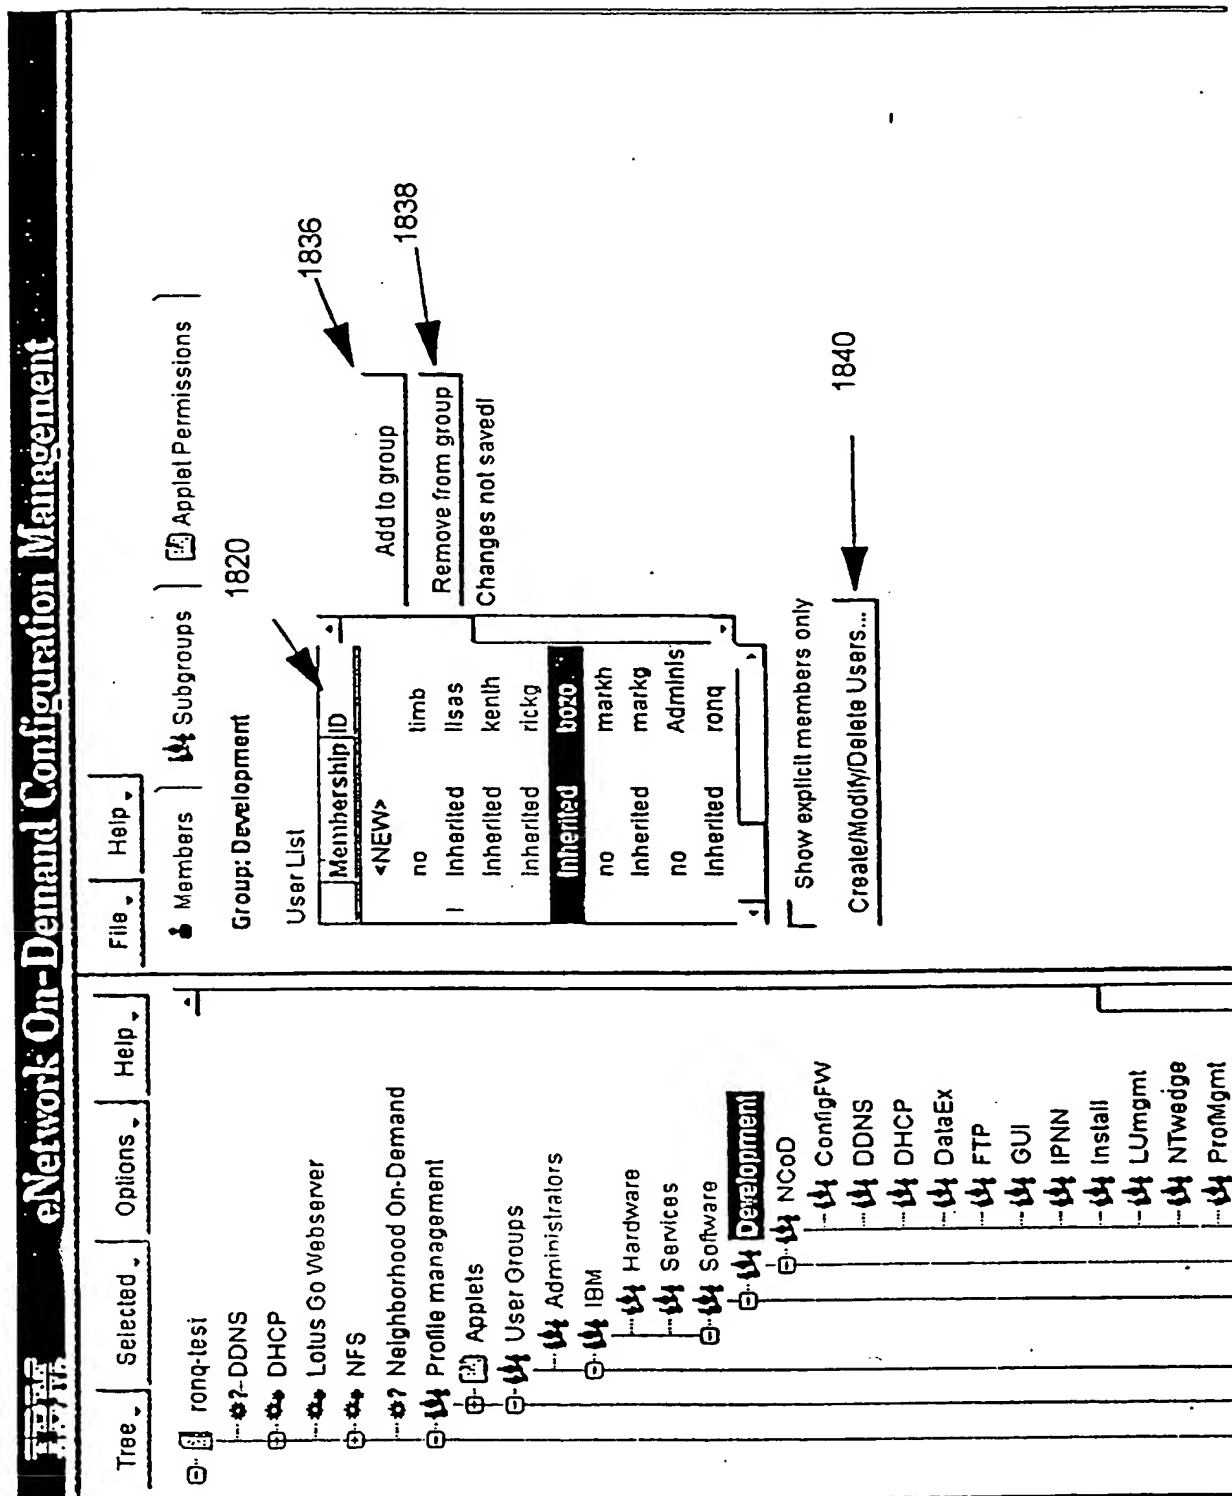 IBM eNetwork On-Demand Configuration Management
Tree Selected Options Help
ronq-test
DDNS
DHCP
Lotus Go Webserver
NFS
Neighborhood On-Demand
Profile management
Applets
User Groups
Administrators
IBM
Hardware
Services
Software
Development
NCoD
ConfigFW
DDNS
DHCP
DataEx
FTP
GUI
IPNN
Install
LUmgmt
NTwedge
ProfMgmt
File Help
Members Subgroups Applet Permissions
Group: Development
1820
User List
Membership ID
<NEW>
no timb
Inherited lisas
Inherited kenlh
Inherited rickg
Inherited bozo
no markh
Inherited markg
no Adminis
Inherited ronq
Add to group
1836
Remove from group
1838
Changes not saved!
Show explicit members only
Create/Modify/Delete Users...
1840